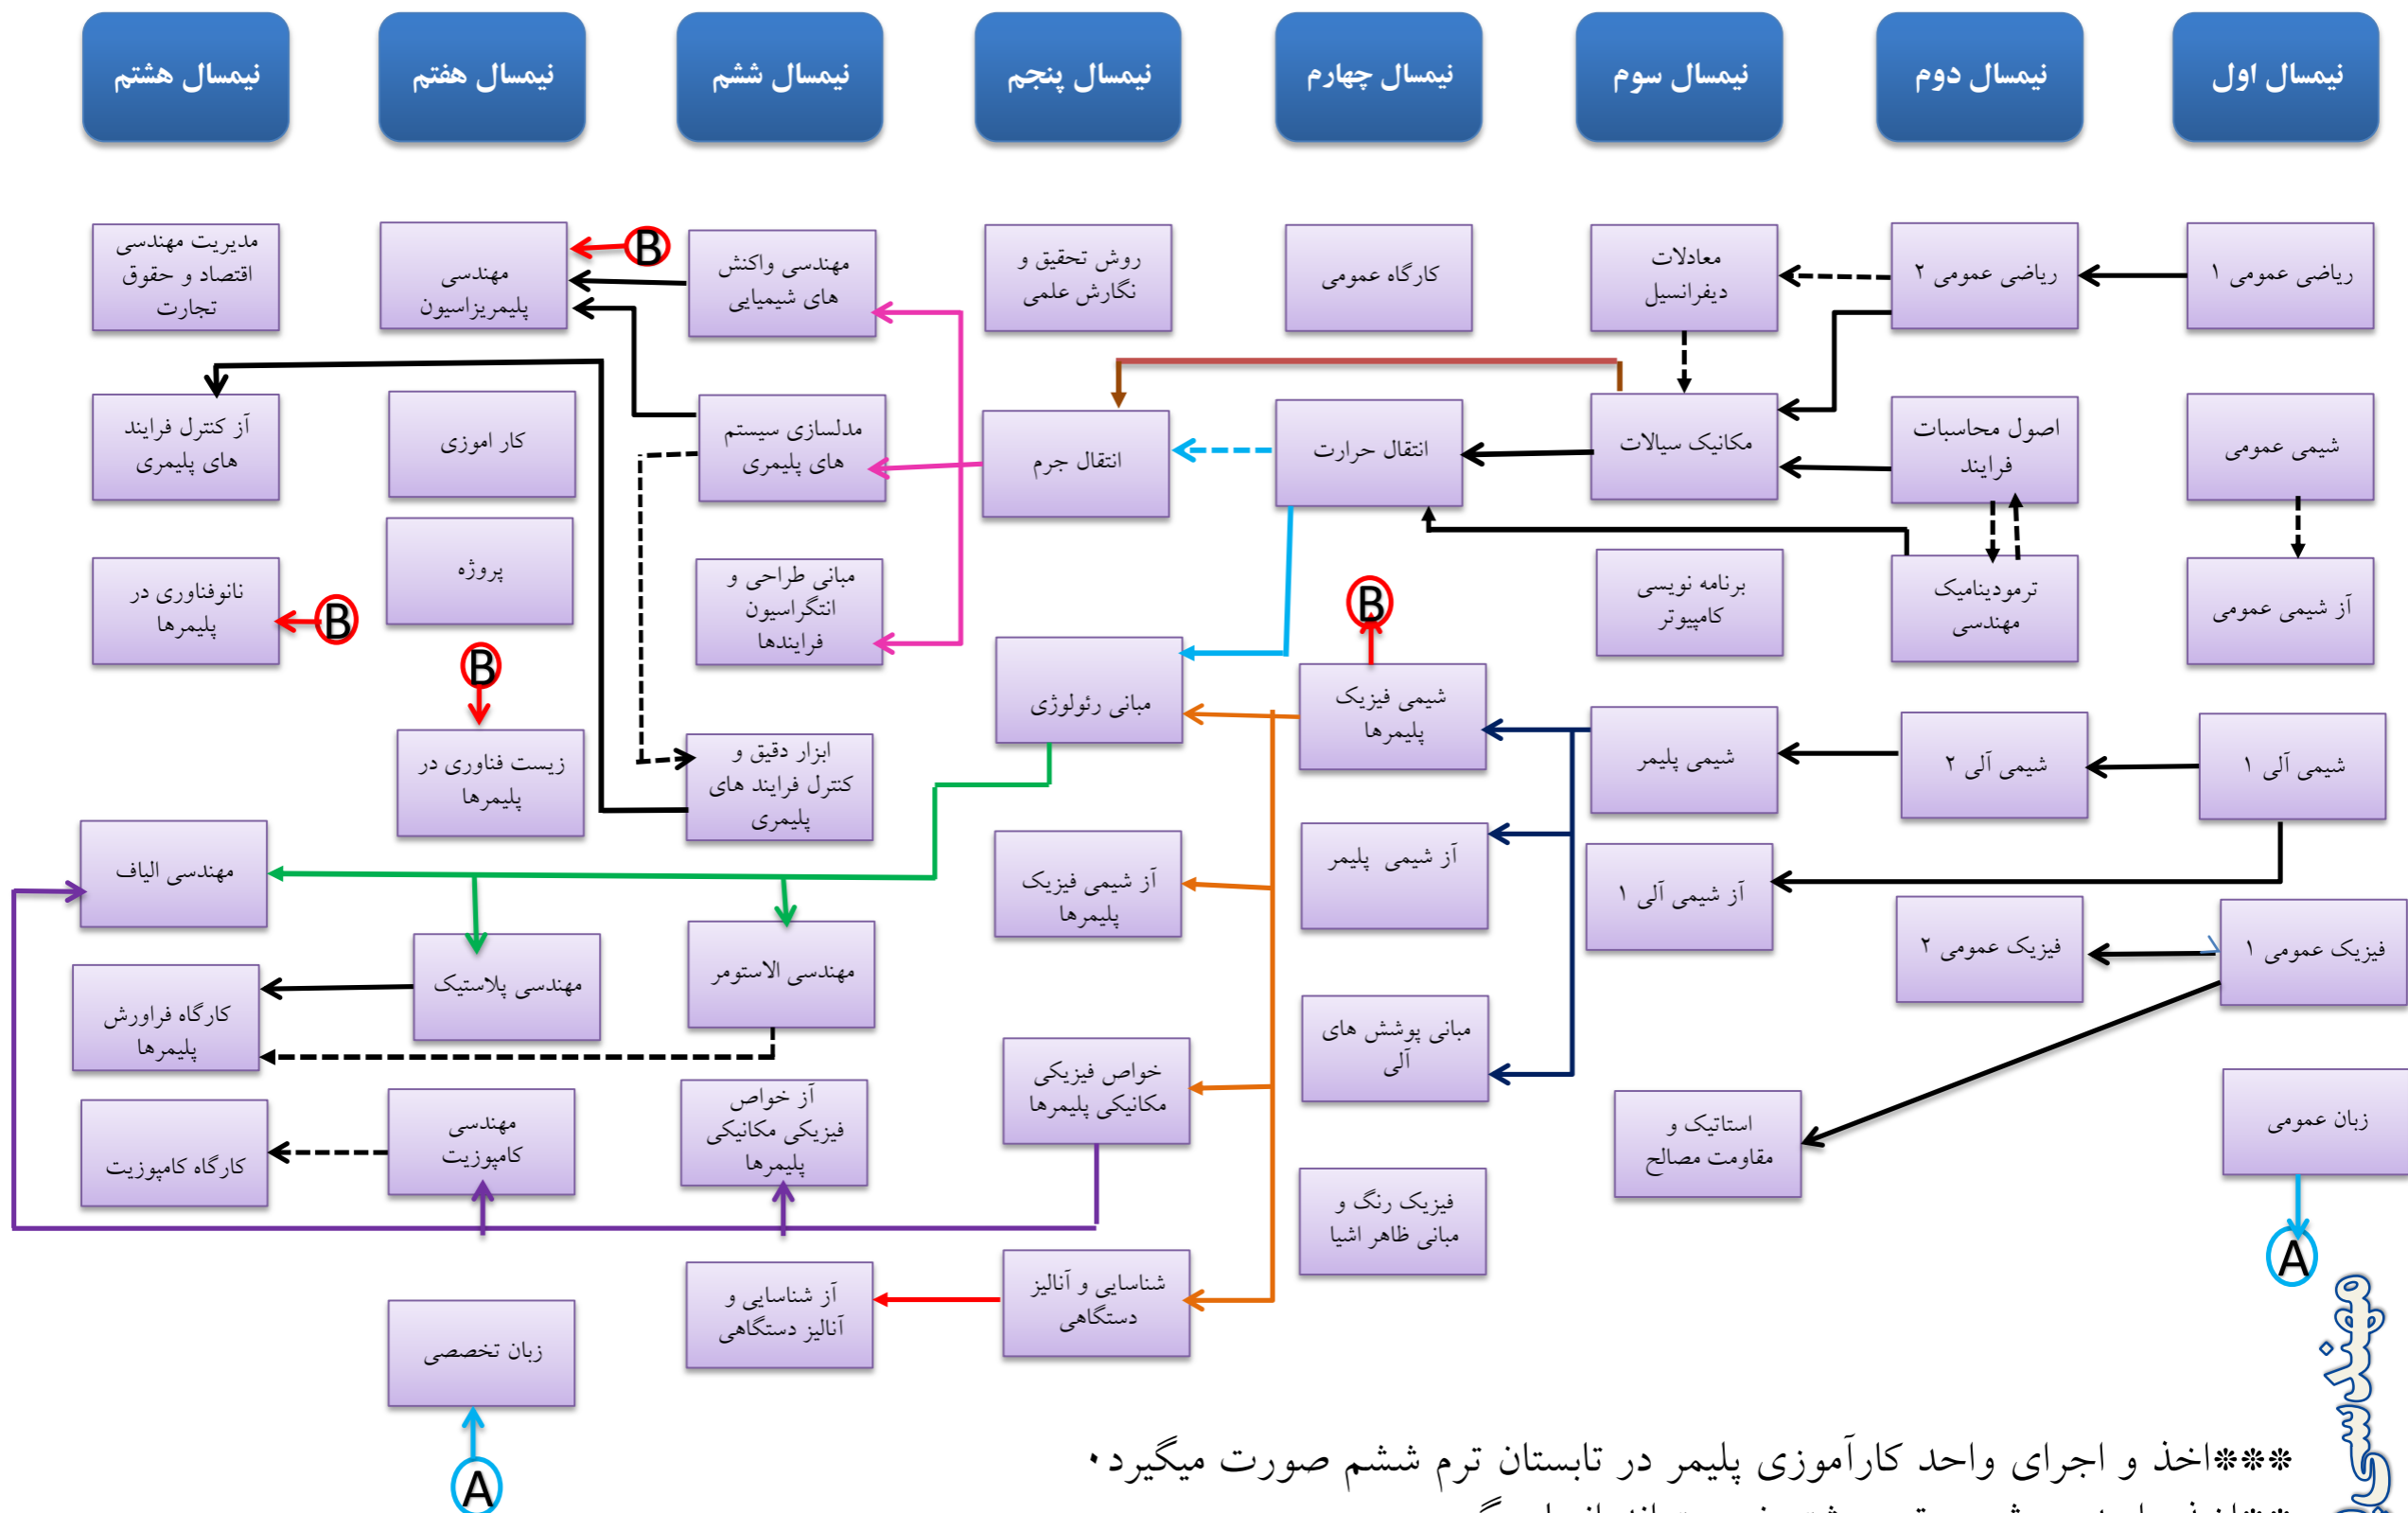 نیمسال اول
نیمسال دوم
نیمسال سوم
نیمسال چهارم
نیمسال پنجم
نیمسال ششم
نیمسال هفتم
نیمسال هشتم
ریاضی عمومی ۱
شیمی عمومی
آز شیمی عمومی
شیمی آلی ۱
فیزیک عمومی ۱
زبان عمومی
A
ریاضی عمومی ۲
اصول محاسبات
فرایند
ترمودینامیک
مهندسی
شیمی آلی ۲
فیزیک عمومی ۲
معادلات
دیفرانسیل
مکانیک سیالات
برنامه نویسی
کامپیوتر
شیمی پلیمر
آز شیمی آلی ۱
استاتیک و
مقاومت مصالح
کارگاه عمومی
انتقال حرارت
B
شیمی فیزیک
پلیمرها
آز شیمی پلیمر
مبانی پوشش های
آلی
فیزیک رنگ و
مبانی ظاهر اشیا
روش تحقیق و
نگارش علمی
انتقال جرم
مبانی رئولوژی
آز شیمی فیزیک
پلیمرها
خواص فیزیکی
مکانیکی پلیمرها
شناسایی و آنالیز
دستگاهی
مهندسی واکنش
های شیمیایی
مدلسازی سیستم
های پلیمری
مبانی طراحی و
انتگراسیون
فرایندها
ابزار دقیق و
کنترل فرایند های
پلیمری
مهندسی الاستومر
آز خواص
فیزیکی مکانیکی
پلیمرها
آز شناسایی و
آنالیز دستگاهی
B
مهندسی
پلیمریزاسیون
کار اموزی
پروژه
B
زیست فناوری در
پلیمرها
مهندسی پلاستیک
مهندسی
کامپوزیت
زبان تخصصی
A
مدیریت مهندسی
اقتصاد و حقوق
تجارت
آز کنترل فرایند
های پلیمری
نانوفناوری در
پلیمرها
B
مهندسی الیاف
کارگاه فراورش
پلیمرها
کارگاه کامپوزیت
مهندسی
***اخذ و اجرای واحد کارآموزی پلیمر در تابستان ترم ششم صورت میگیرد۰